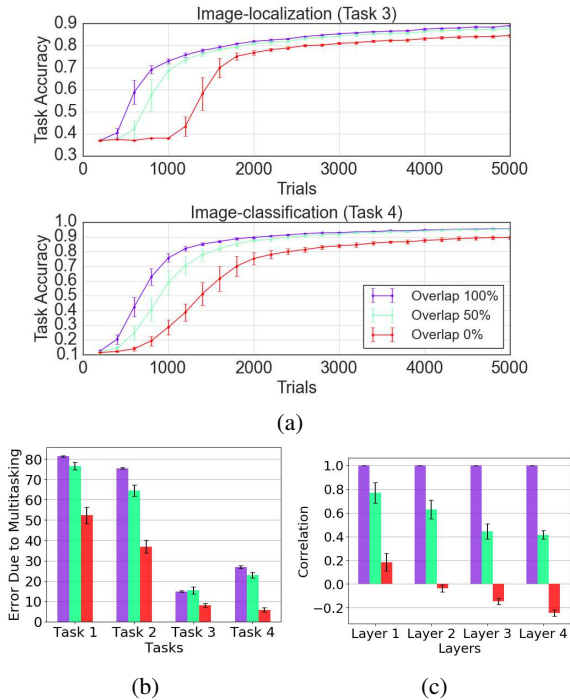 Image-localization (Task 3)
Task Accuracy
0.9
0.8
0.7
0.6
0.5
0.4
0.3
0 1000 2000 3000 4000 5000
Trials
Image-classification (Task 4)
Task Accuracy
1.0
0.9
0.8
0.7
0.6
0.5
0.4
0.3
0.2
0.1
Overlap 100%
Overlap 50%
Overlap 0%
0 1000 2000 3000 4000 5000
Trials
(a)
Error Due to Multitasking
80
70
60
50
40
30
20
10
0
Task 1 Task 2 Task 3 Task 4
Tasks
(b)
Correlation
1.0
0.8
0.6
0.4
0.2
0.0
−0.2
Layer 1 Layer 2 Layer 3 Layer 4
Layers
(c)